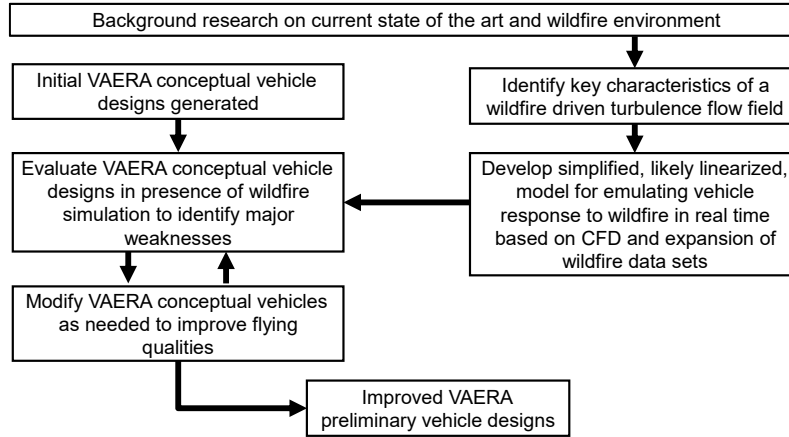 Background research on current state of the art and wildfire environment
Initial VAERA conceptual vehicle
designs generated
Identify key characteristics of a
wildfire driven turbulence flow field
Evaluate VAERA conceptual vehicle
designs in presence of wildfire
simulation to identify major
weaknesses
Develop simplified, likely linearized,
model for emulating vehicle
response to wildfire in real time
based on CFD and expansion of
wildfire data sets
Modify VAERA conceptual vehicles
as needed to improve flying
qualities
Improved VAERA
preliminary vehicle designs